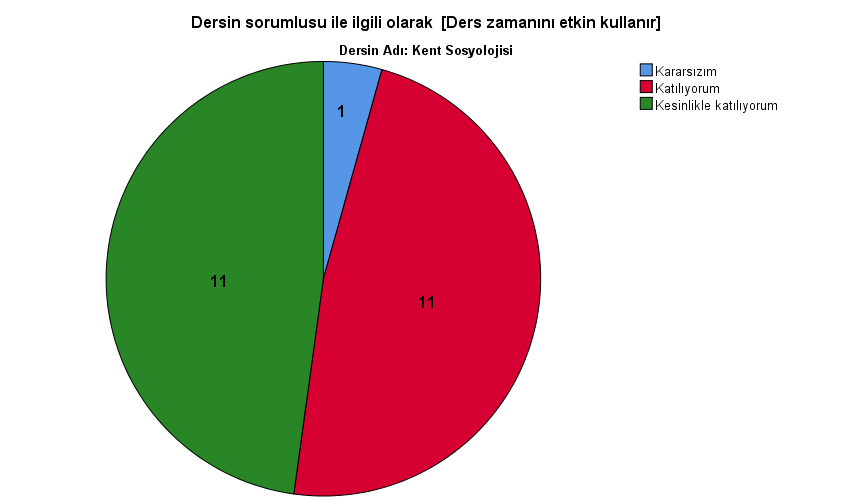 Dersin sorumlusu ile ilgili olarak  [Ders zamanını etkin kullanır]
Dersin Adı: Kent Sosyolojisi
Kararsızım
Katılıyorum
Kesinlikle katılıyorum
1
11
11